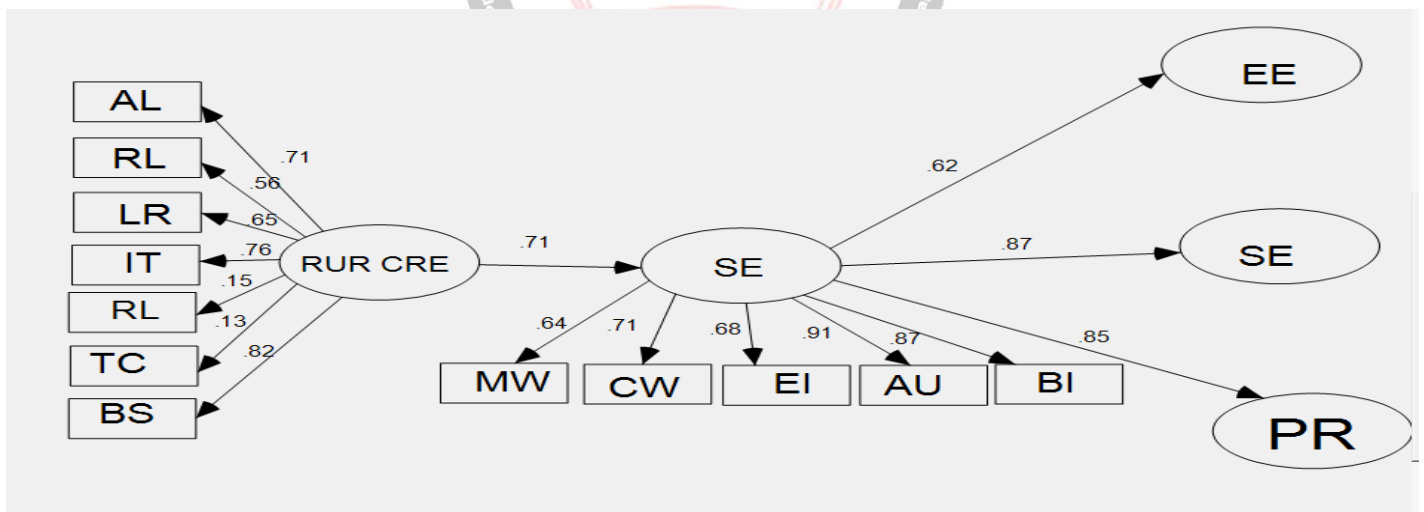 EE
AL
.71
RL
.56
.62
LR
.65
IT
.76
RUR CRE
.71
SE
.87
SE
RL
.15
.13
TC
.82
BS
.64
.71
.68
.91
.87
.85
MW
CW
EI
AU
BI
PR